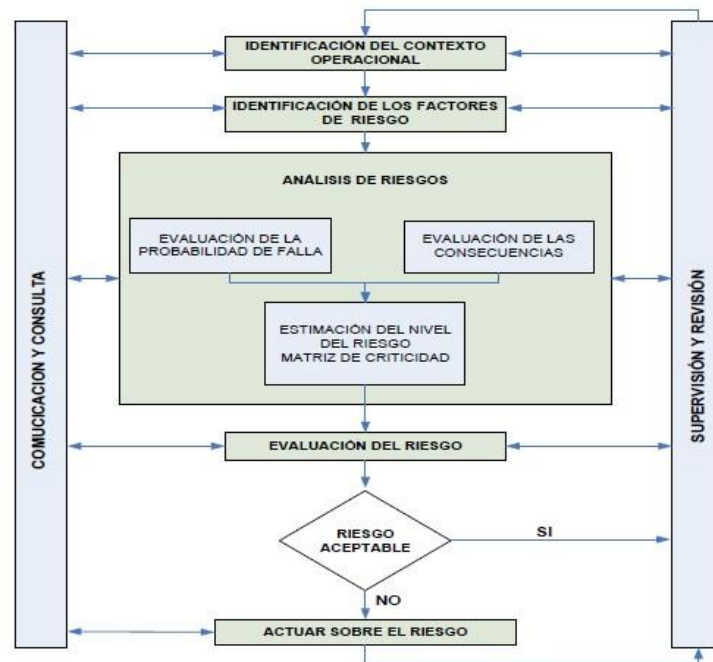 IDENTIFICACIÓN DEL CONTEXTO
OPERACIONAL
IDENTIFICACIÓN DE LOS FACTORES
DE RIESGO
ANÁLISIS DE RIESGOS
EVALUACIÓN DE LA
PROBABILIDAD DE FALLA
EVALUACIÓN DE LAS
CONSECUENCIAS
ESTIMACIÓN DEL NIVEL
DEL RIESGO
MATRIZ DE CRITICIDAD
COMUCICACION Y CONSULTA
SUPERVISIÓN Y REVISIÓN
EVALUACIÓN DEL RIESGO
RIESGO
ACEPTABLE
SI
NO
ACTUAR SOBRE EL RIESGO